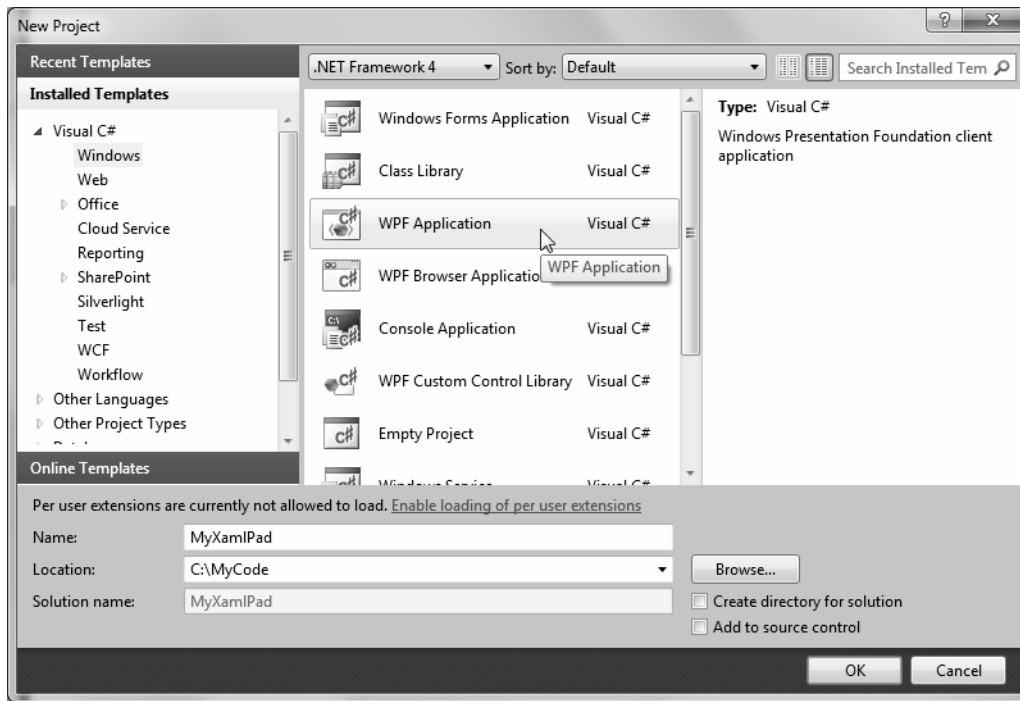 New Project
Recent Templates
Installed Templates
Visual C#
Windows
Web
Office
Cloud Service
Reporting
SharePoint
Silverlight
Test
WCF
Workflow
Other Languages
Other Project Types
Online Templates
.NET Framework 4 Sort by: Default Search Installed Tem
Windows Forms Application Visual C#
Class Library Visual C#
WPF Application Visual C#
WPF Application
WPF Browser Applicatio
Console Application Visual C#
WPF Custom Control Library Visual C#
Empty Project Visual C#
Windows Service Visual C#
Type: Visual C#
Windows Presentation Foundation client
application
Per user extensions are currently not allowed to load. Enable loading of per user extensions
Name: MyXamlPad
Location: C:\MyCode Browse...
Solution name: MyXamlPad Create directory for solution
Add to source control
OK Cancel